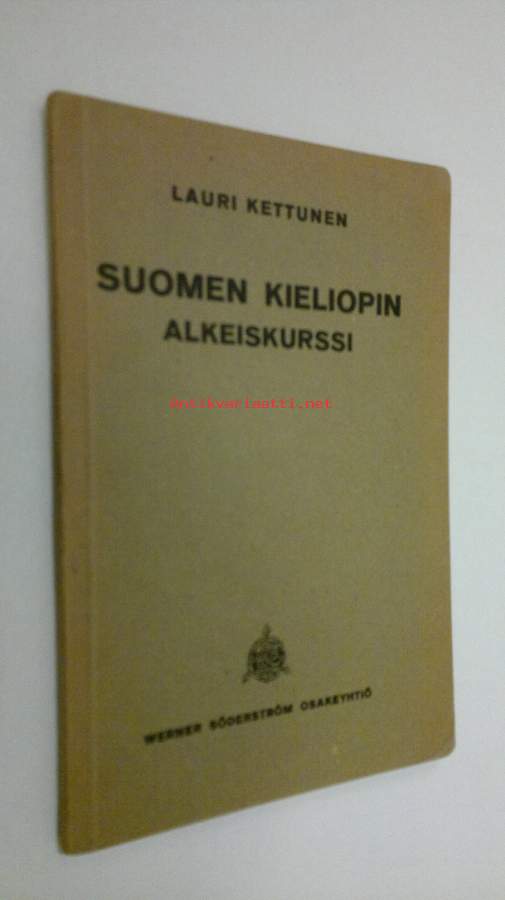 LAURI KETTUNEN
SUOMEN KIELIOPIN
ALKEISKURSSI
antikvariaatti.net
WERNER SÖDERSTRÖM OSAKEYHTIÖ